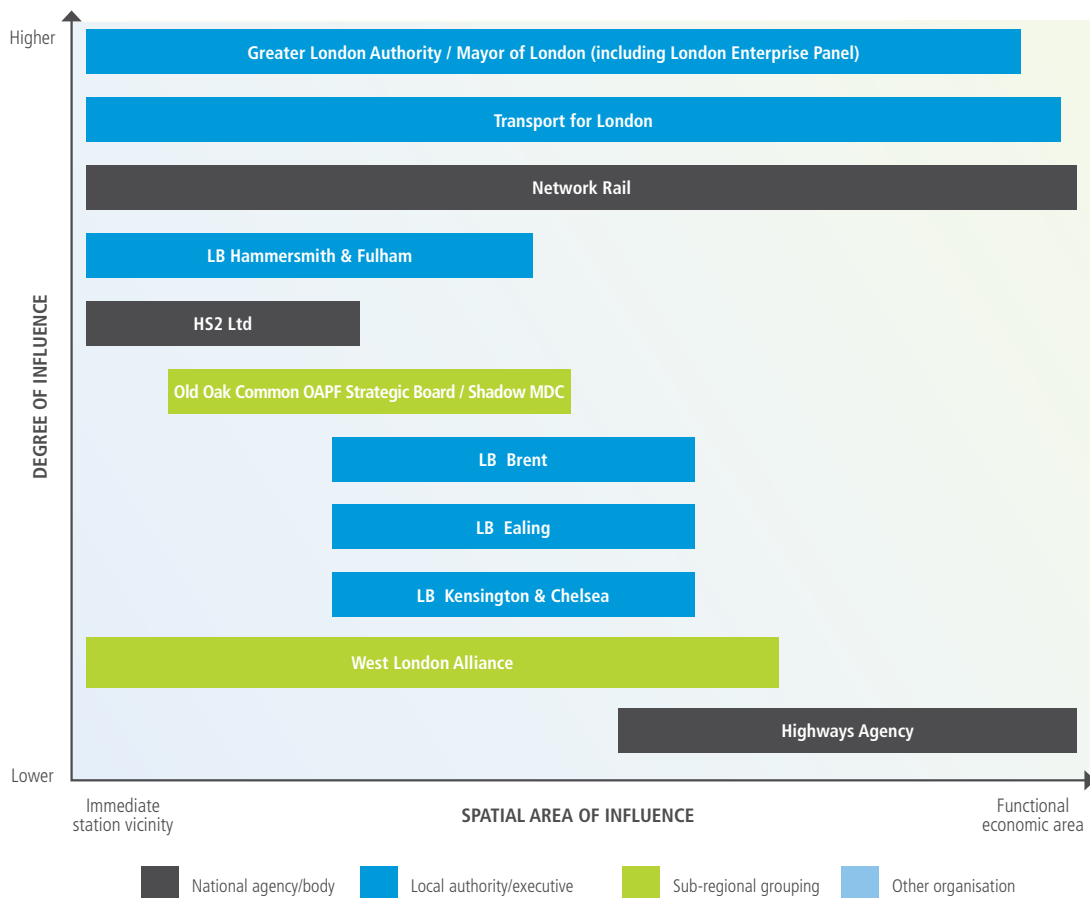 Higher
Greater London Authority / Mayor of London (including London Enterprise Panel)
Transport for London
Network Rail
LB Hammersmith & Fulham
HS2 Ltd
Old Oak Common OAPF Strategic Board / Shadow MDC
LB Brent
LB Ealing
LB Kensington & Chelsea
West London Alliance
Highways Agency
DEGREE OF INFLUENCE
Lower
Immediate
station vicinity
SPATIAL AREA OF INFLUENCE
Functional
economic area
National agency/body
Local authority/executive
Sub-regional grouping
Other organisation